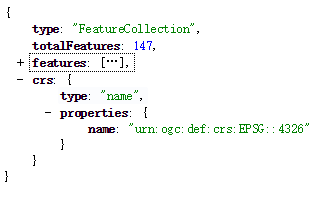 {
type: "FeatureCollection",
totalFeatures: 147,
+ features: […],
- crs: {
type: "name",
- properties: {
name: "urn:ogc:def:crs:EPSG::4326"
}
}
}